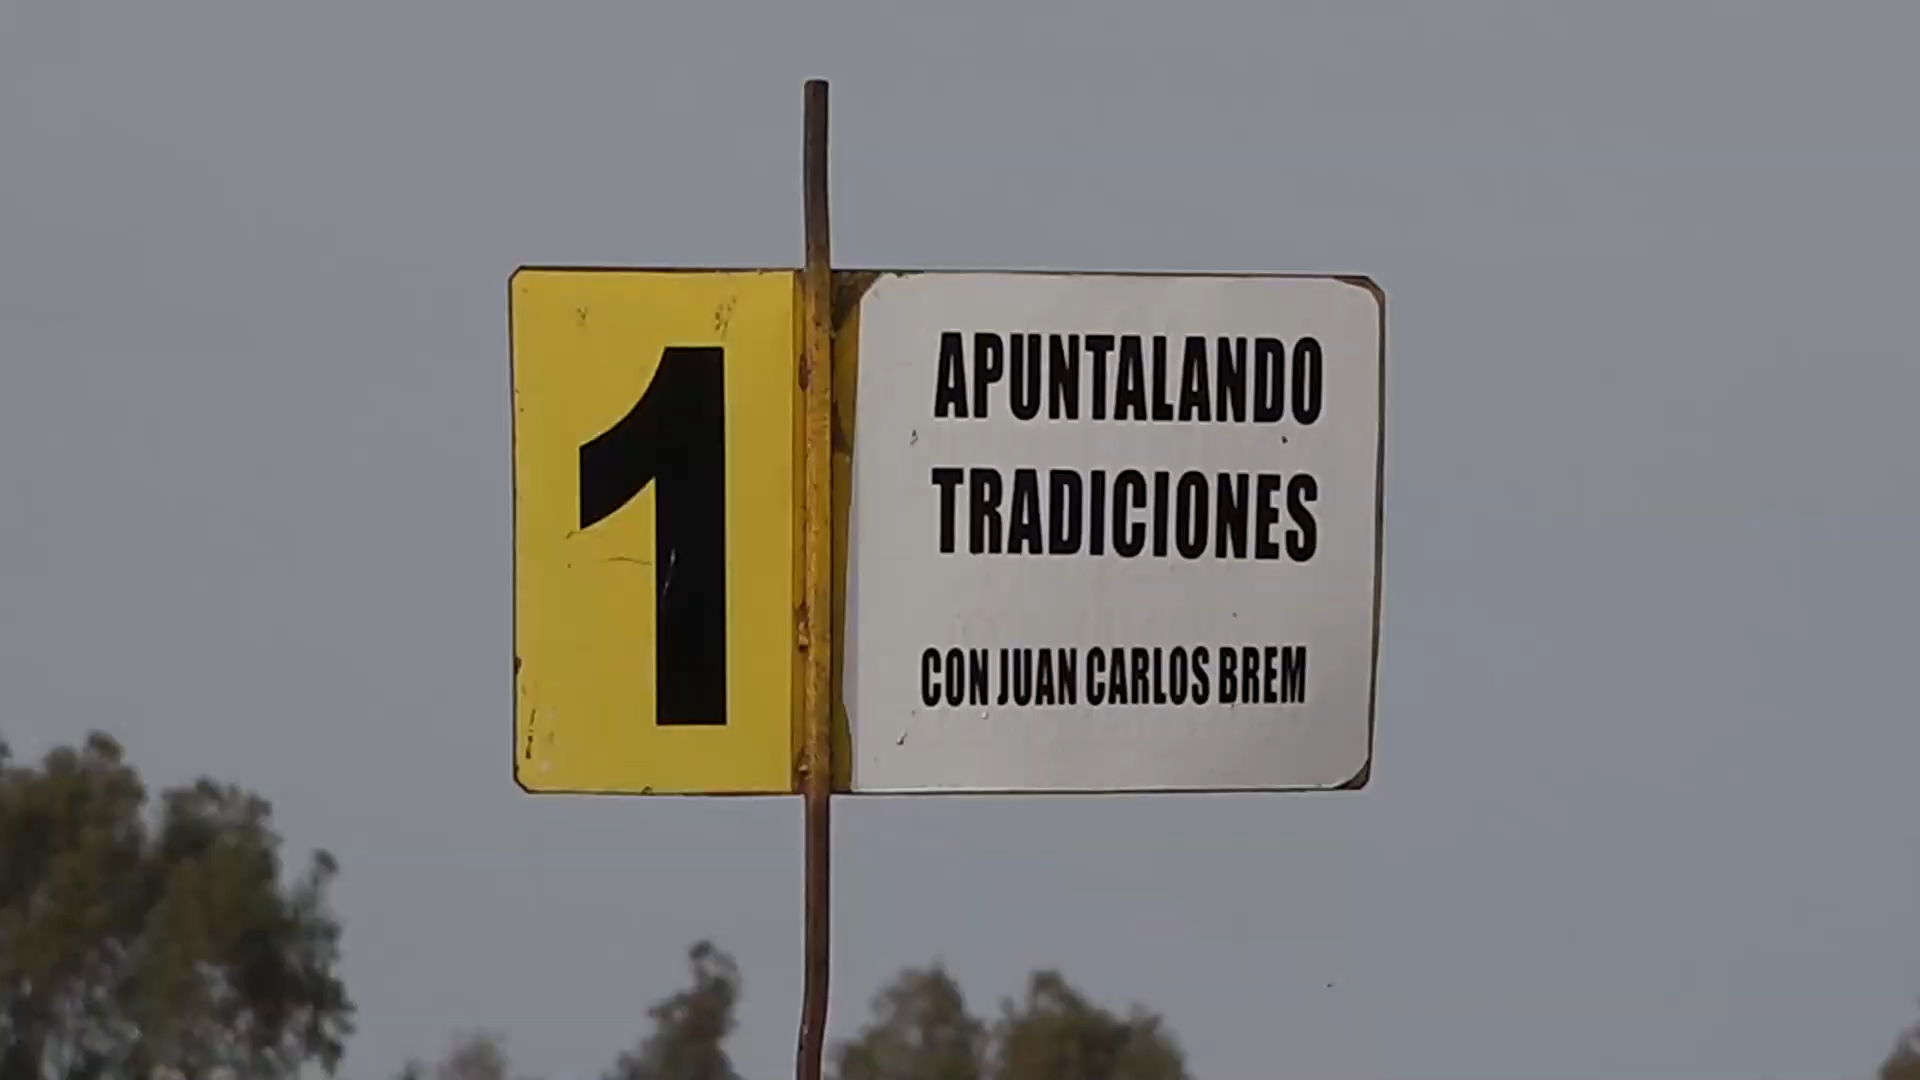 1
APUNTALANDO
TRADICIONES
CON JUAN CARLOS BREM